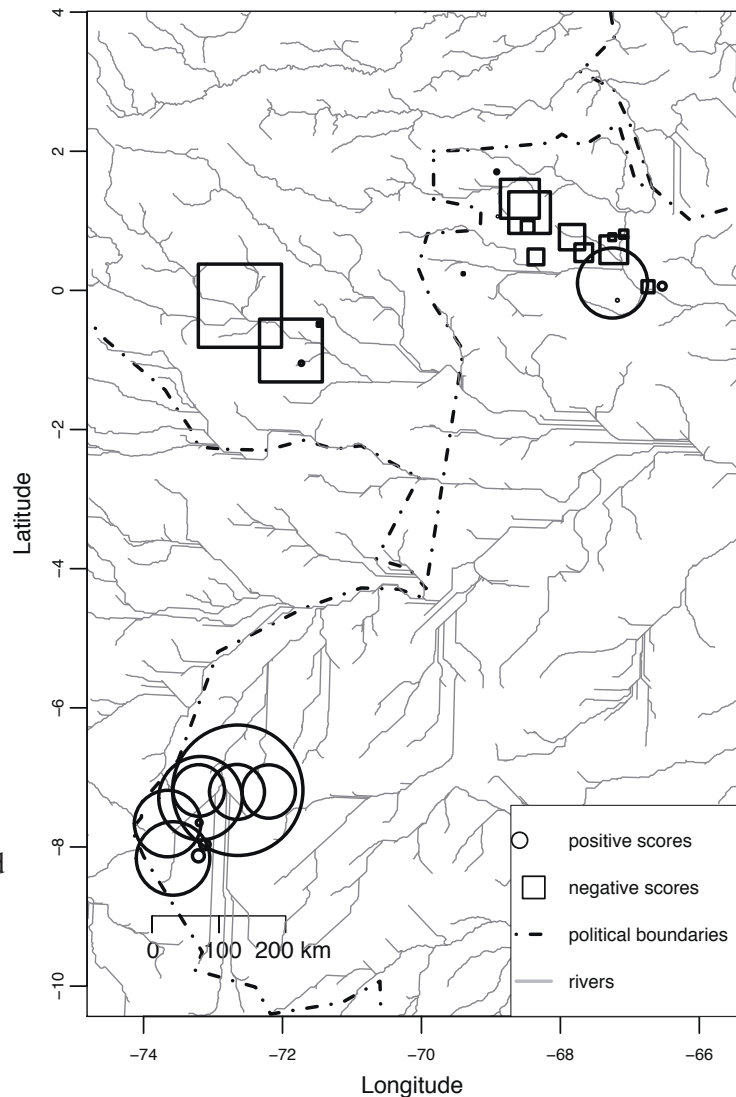 4
2
0
-2
-4
-6
-8
-10
Latitude
d
0 100 200 km
positive scores
negative scores
political boundaries
rivers
-74 -72 -70 -68 -66
Longitude